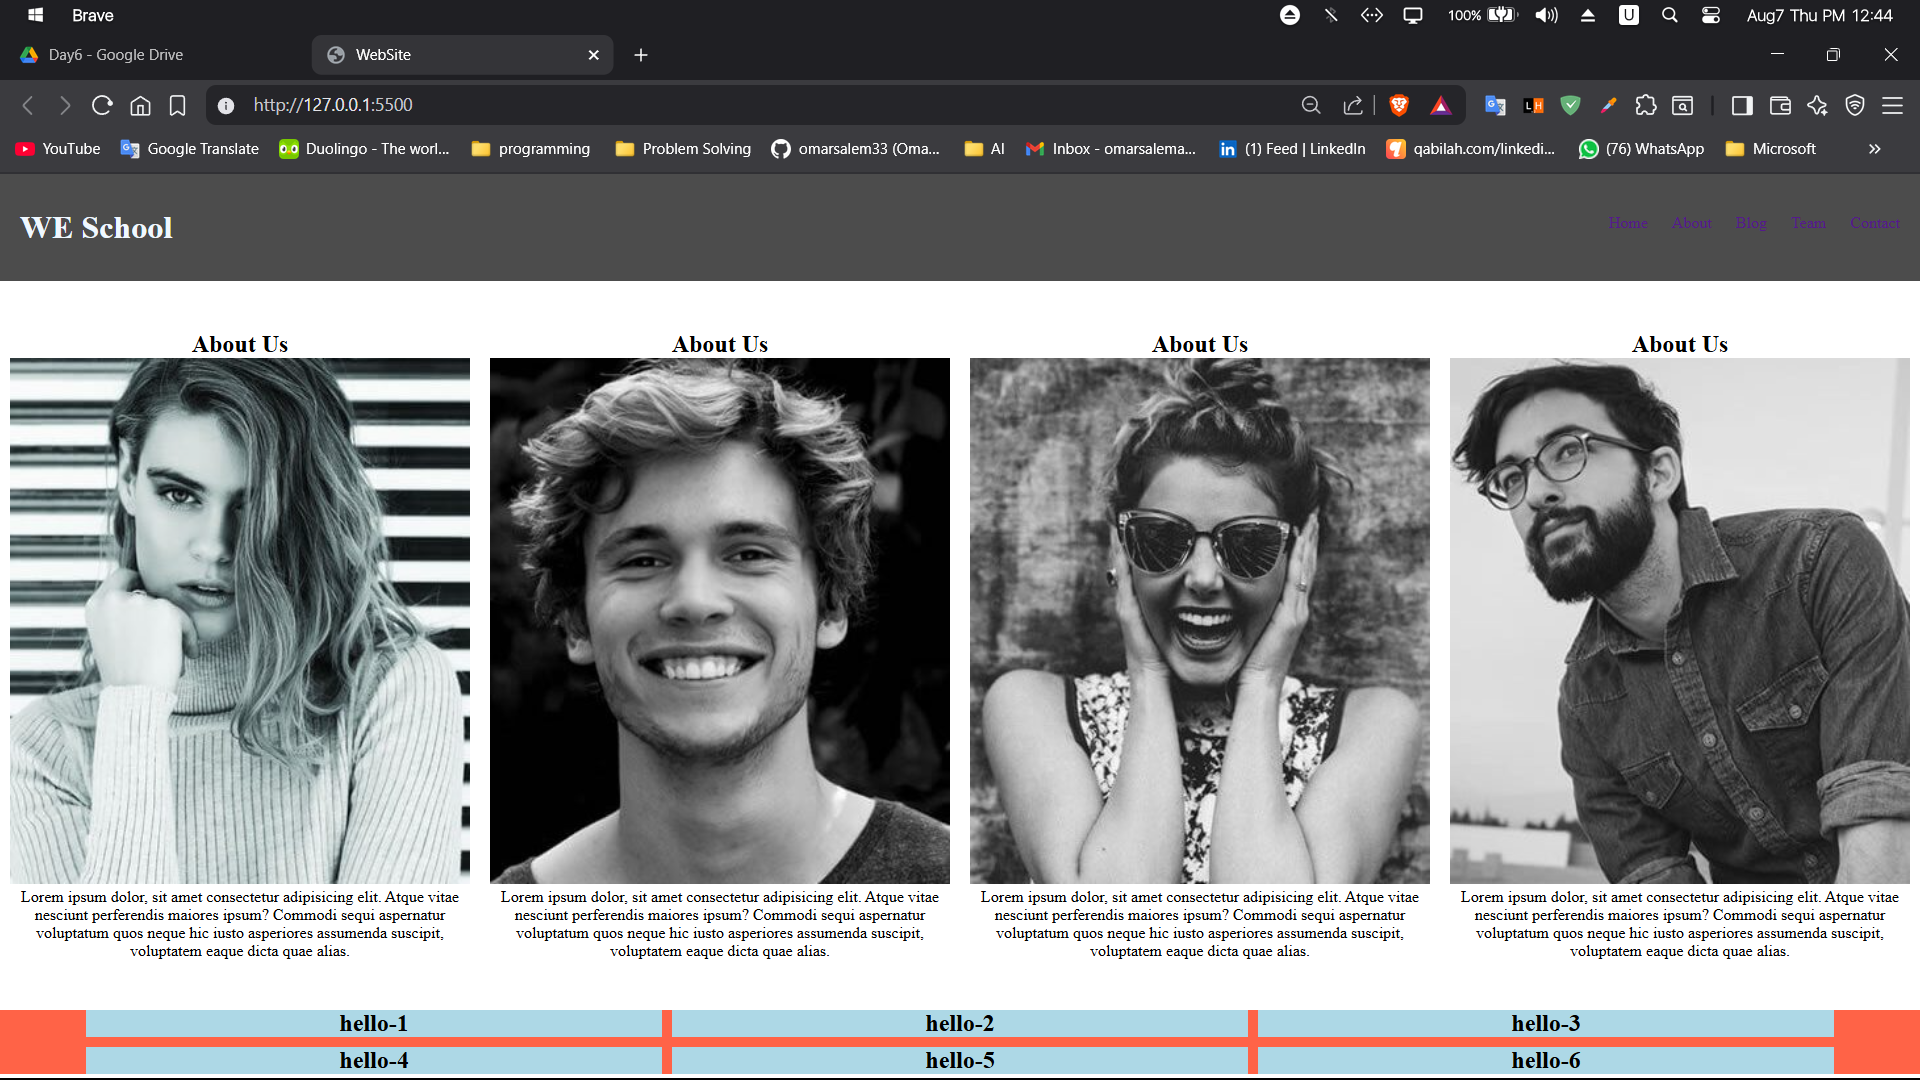 Brave
100%
U
Aug7 Thu PM 12:44
Day6 - Google Drive
WebSite
http://127.0.0.1:5500
LH
YouTube
Google Translate
Duolingo - The worl...
programming
Problem Solving
omarsalem33 (Oma...
AI
Inbox - omarsalema...
(1) Feed | LinkedIn
qabilah.com/linkedi...
(76) WhatsApp
Microsoft
WE School
Home About Blog Team Contact
About Us
Lorem ipsum dolor, sit amet consectetur adipisicing elit. Atque vitae
nesciunt perferendis maiores ipsum? Commodi sequi aspernatur
voluptatum quos neque hic iusto asperiores assumenda suscipit,
voluptatem eaque dicta quae alias.
About Us
Lorem ipsum dolor, sit amet consectetur adipisicing elit. Atque vitae
nesciunt perferendis maiores ipsum? Commodi sequi aspernatur
voluptatum quos neque hic iusto asperiores assumenda suscipit,
voluptatem eaque dicta quae alias.
About Us
Lorem ipsum dolor, sit amet consectetur adipisicing elit. Atque vitae
nesciunt perferendis maiores ipsum? Commodi sequi aspernatur
voluptatum quos neque hic iusto asperiores assumenda suscipit,
voluptatem eaque dicta quae alias.
About Us
Lorem ipsum dolor, sit amet consectetur adipisicing elit. Atque vitae
nesciunt perferendis maiores ipsum? Commodi sequi aspernatur
voluptatum quos neque hic iusto asperiores assumenda suscipit,
voluptatem eaque dicta quae alias.
hello-1 hello-2 hello-3
hello-4 hello-5 hello-6